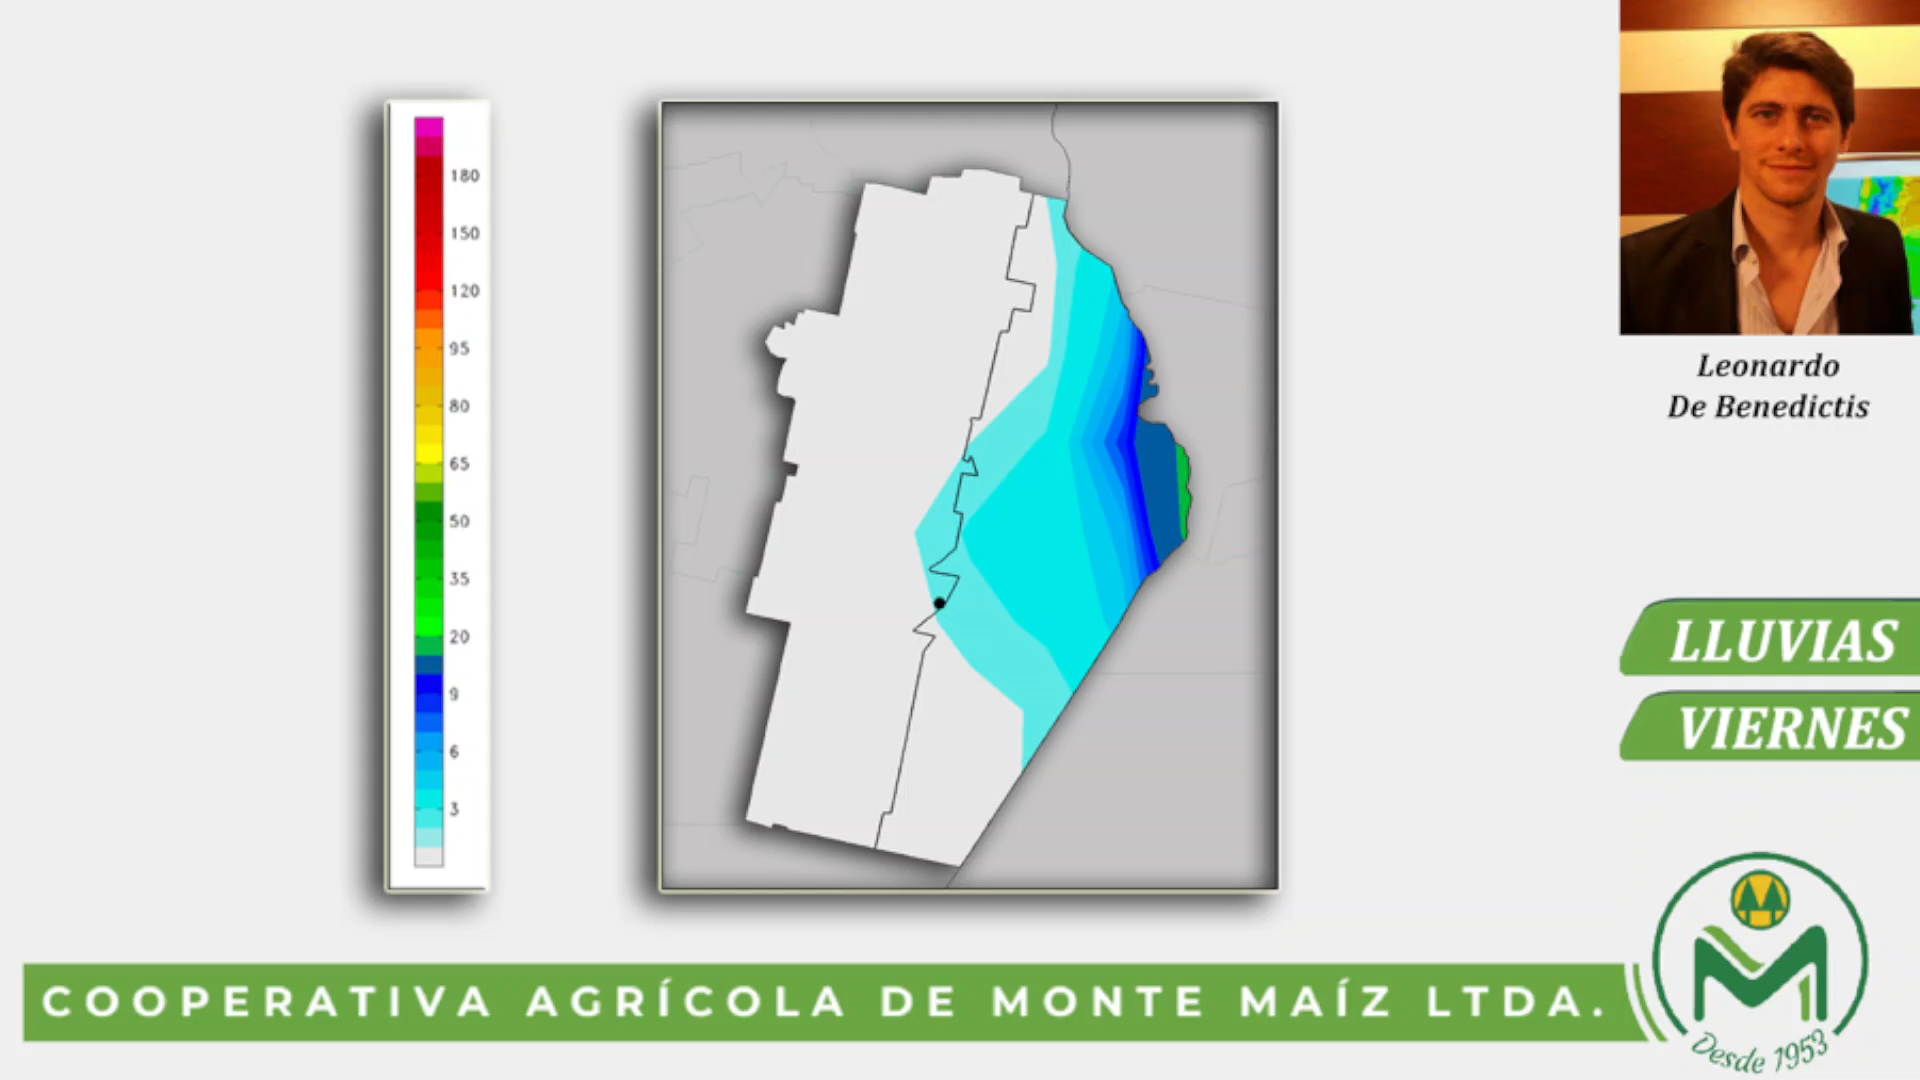 180
150
120
95
80
65
50
35
20
9
6
3
Leonardo
De Benedictis
LLUVIAS
VIERNES
COOPERATIVA AGRÍCOLA DE MONTE MAÍZ LTDA.
Desde 1953